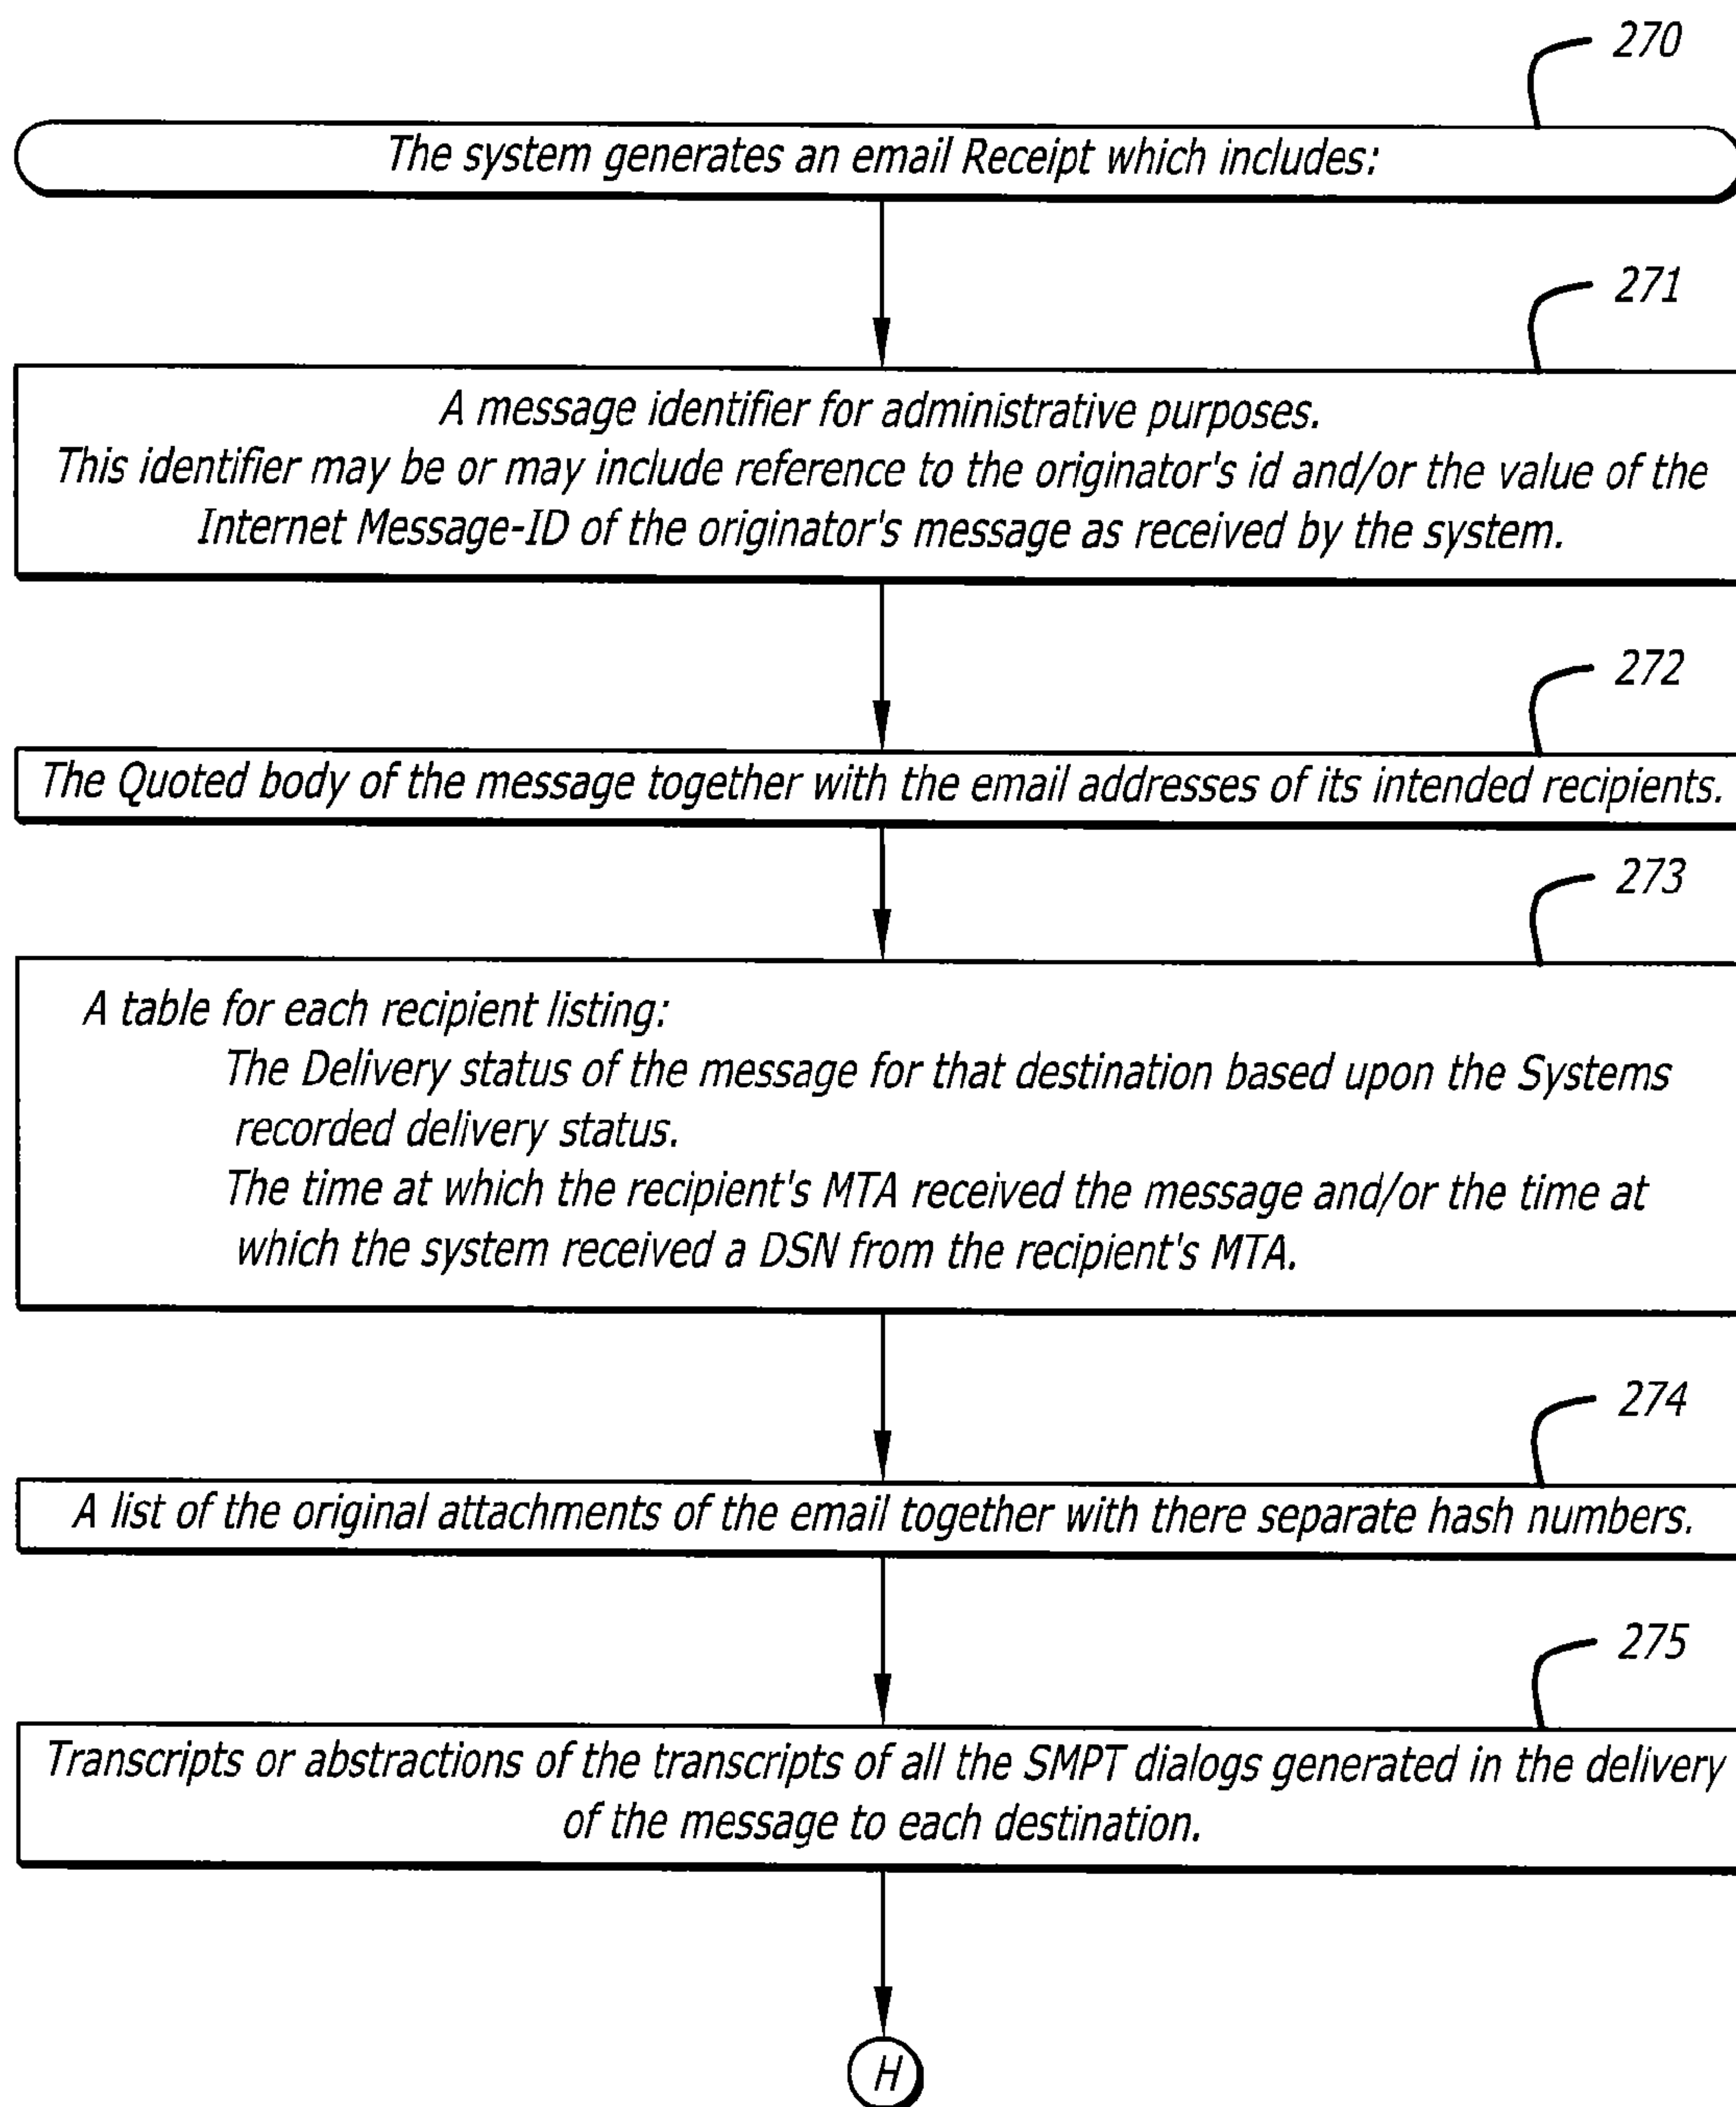 270
The system generates an email Receipt which includes:
271
A message identifier for administrative purposes.
This identifier may be or may include reference to the originator's id and/or the value of the
Internet Message-ID of the originator's message as received by the system.
272
The Quoted body of the message together with the email addresses of its intended recipients.
273
A table for each recipient listing:
The Delivery status of the message for that destination based upon the Systems
recorded delivery status.
The time at which the recipient's MTA received the message and/or the time at
which the system received a DSN from the recipient's MTA.
274
A list of the original attachments of the email together with there separate hash numbers.
275
Transcripts or abstractions of the transcripts of all the SMPT dialogs generated in the delivery
of the message to each destination.
H